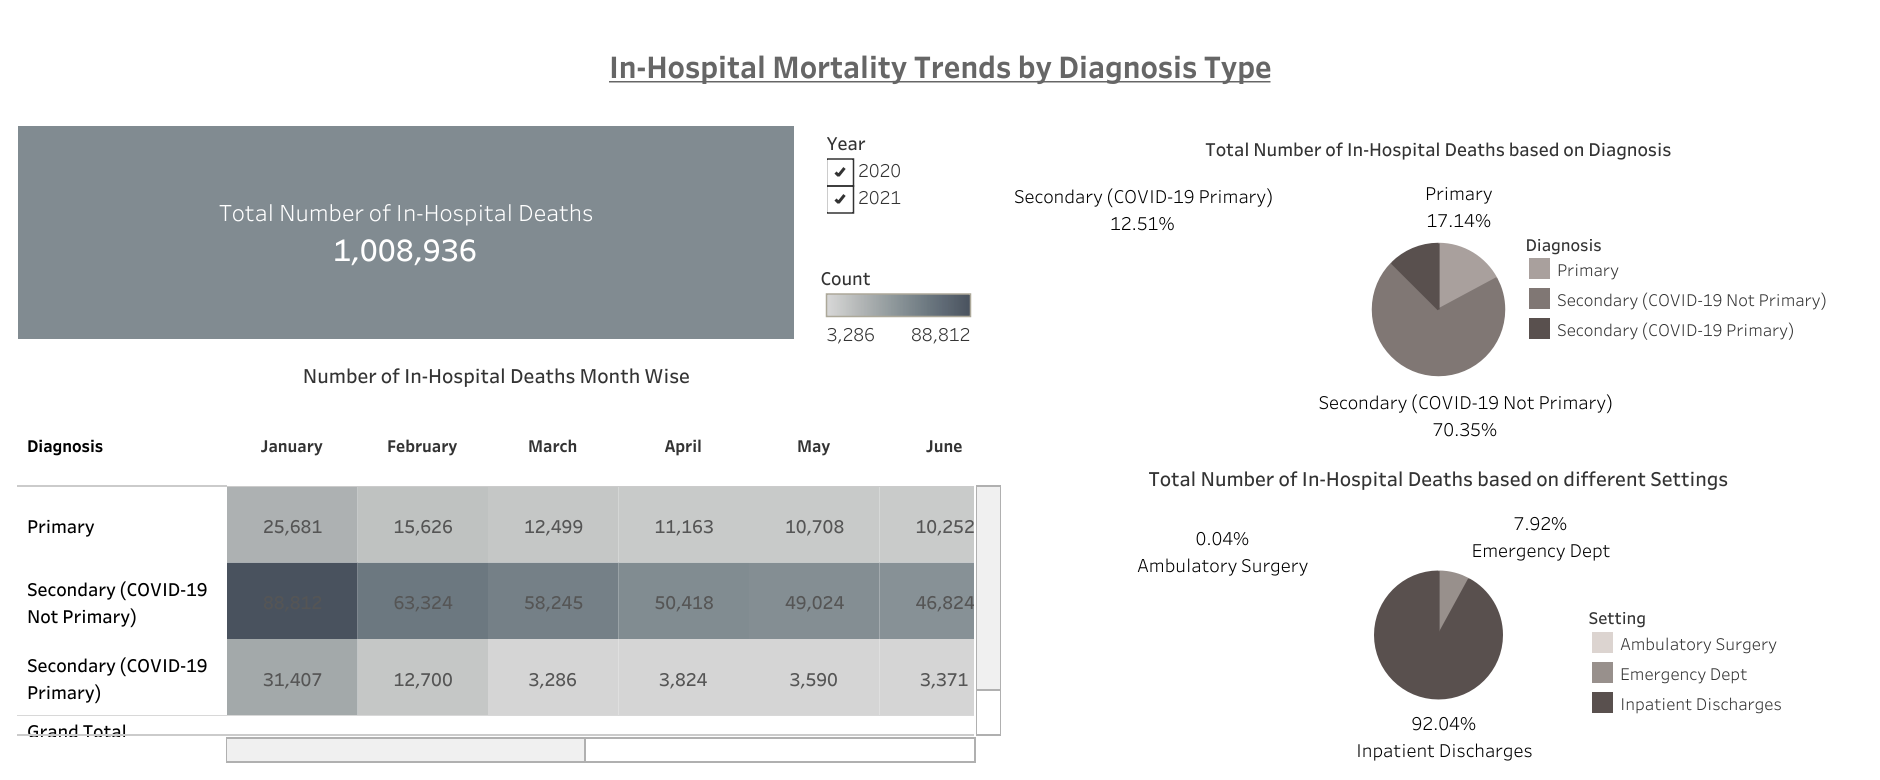 In-Hospital Mortality Trends by Diagnosis Type
Total Number of In-Hospital Deaths
1,008,936
Year
2020
2021
Count
3,286 88,812
Number of In-Hospital Deaths Month Wise
Diagnosis January February March April May June
Primary 25,681 15,626 12,499 11,163 10,708 10,252
Secondary (COVID-19
Not Primary) 88,812 63,324 58,245 50,418 49,024 46,824
Secondary (COVID-19
Primary) 31,407 12,700 3,286 3,824 3,590 3,371
Grand Total
Total Number of In-Hospital Deaths based on Diagnosis
Secondary (COVID-19 Primary)
12.51%
Primary
17.14%
Diagnosis
Primary
Secondary (COVID-19 Not Primary)
Secondary (COVID-19 Primary)
Secondary (COVID-19 Not Primary)
70.35%
Total Number of In-Hospital Deaths based on different Settings
0.04%
Ambulatory Surgery
7.92%
Emergency Dept
Setting
Ambulatory Surgery
Emergency Dept
Inpatient Discharges
92.04%
Inpatient Discharges